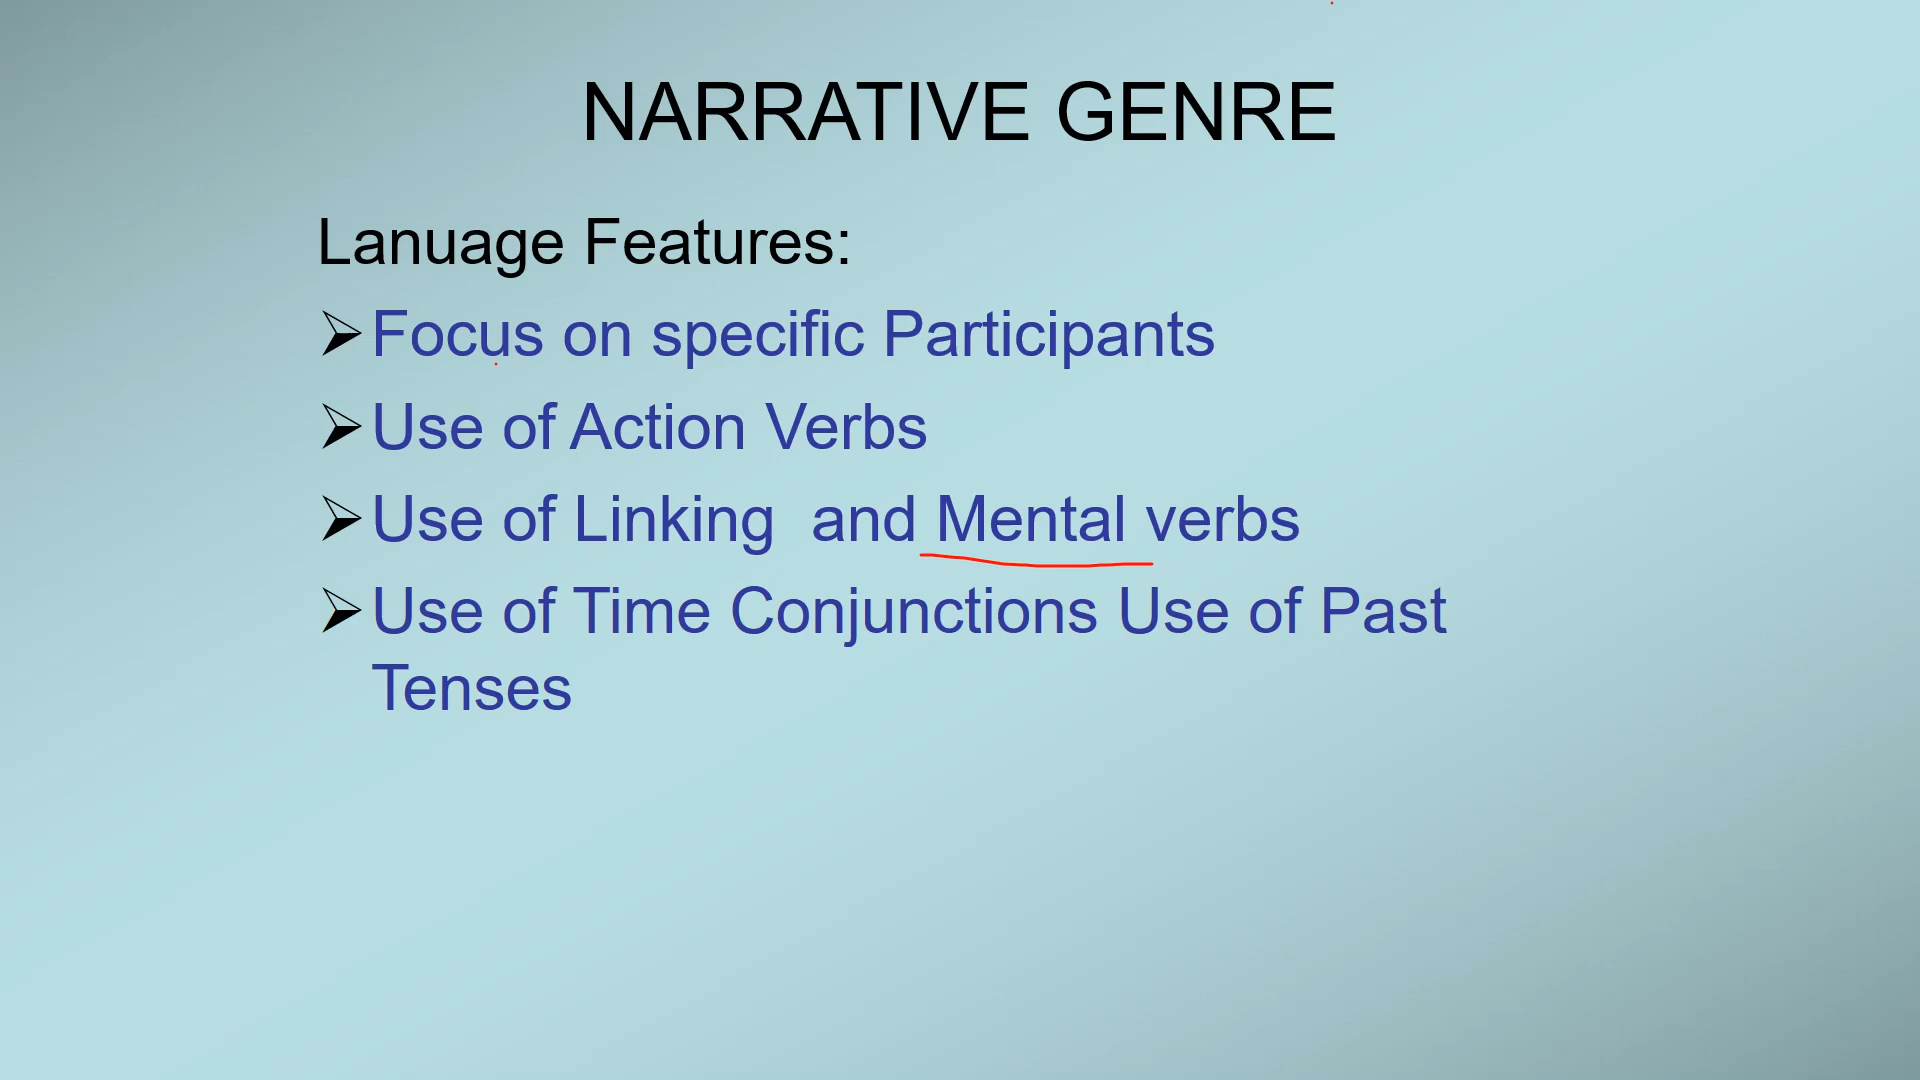 NARRATIVE GENRE
Lanuage Features:
Focus on specific Participants
Use of Action Verbs
Use of Linking  and Mental verbs
Use of Time Conjunctions Use of Past
Tenses